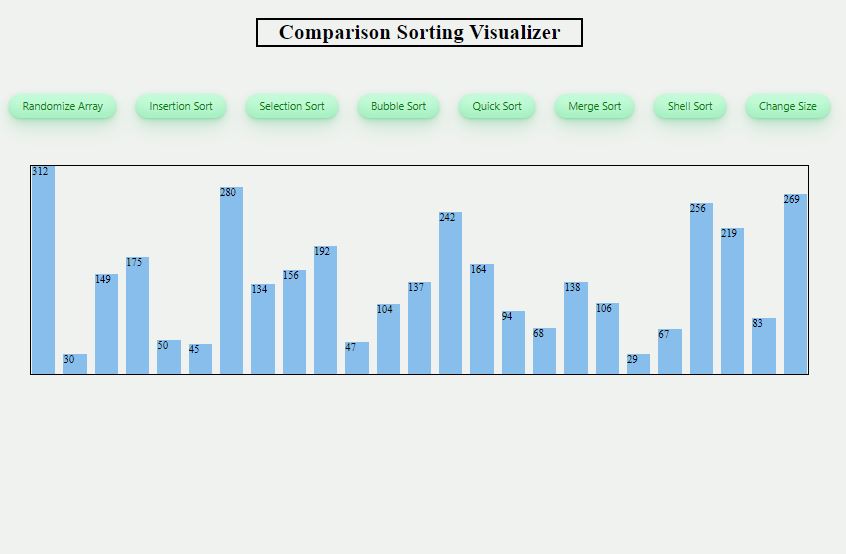 Comparison Sorting Visualizer
Randomize Array Insertion Sort Selection Sort Bubble Sort Quick Sort Merge Sort Shell Sort Change Size
312 30 149 175 50 45 280 134 156 192 47 104 137 242 164 94 68 138 106 29 67 256 219 83 269